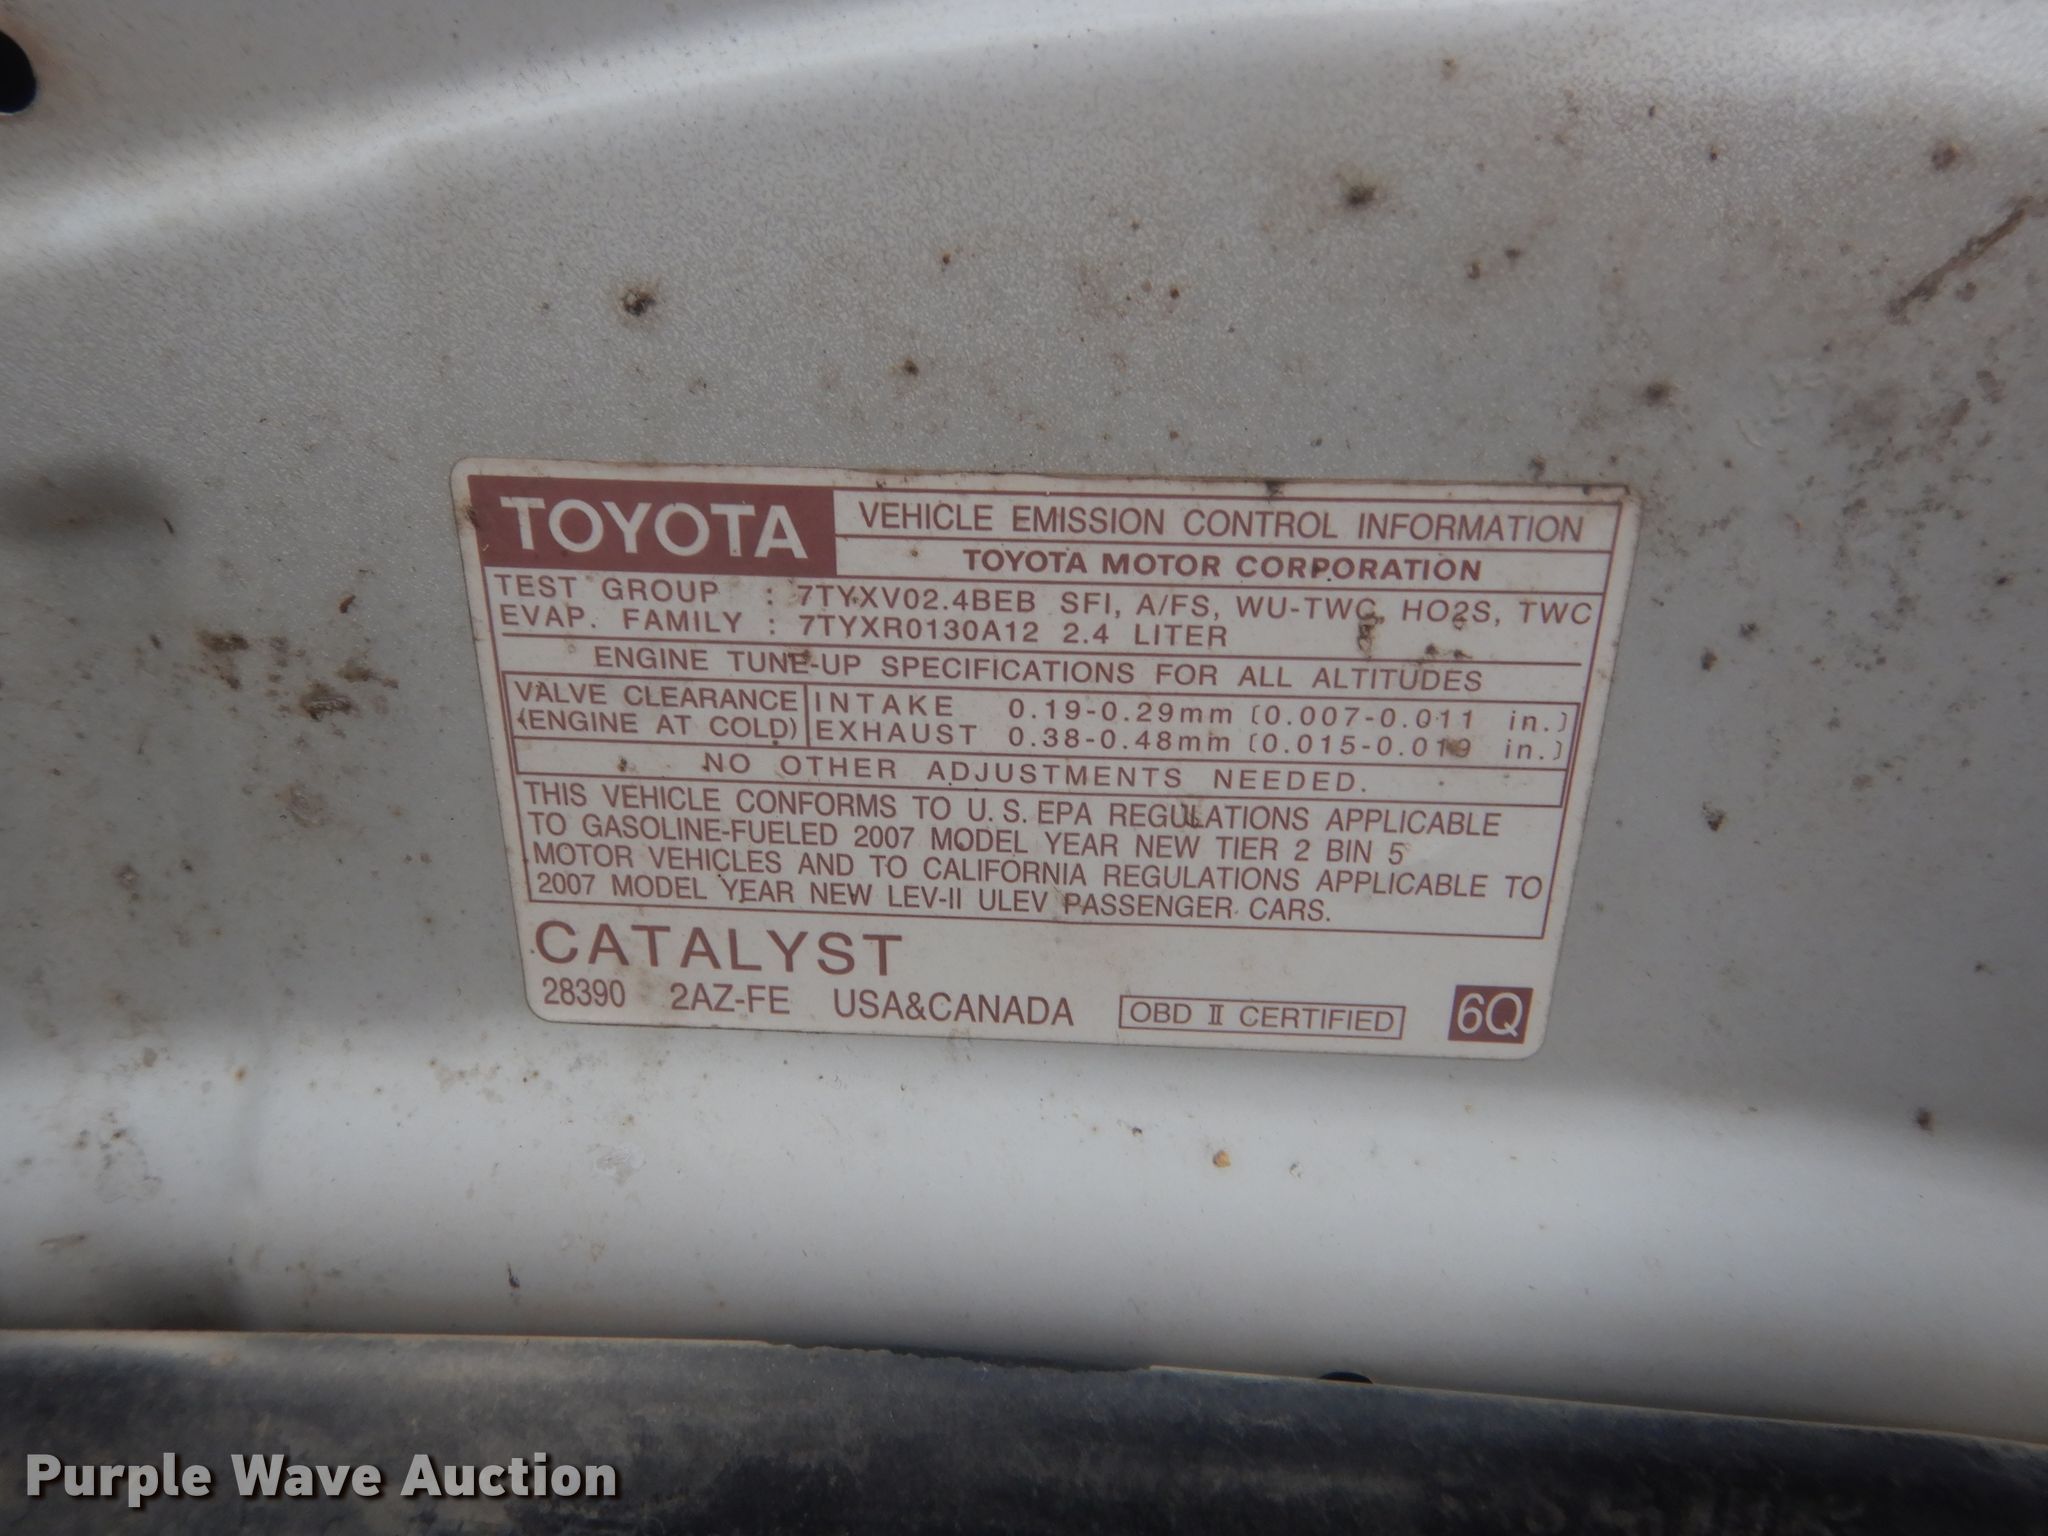 TOYOTA VEHICLE EMISSION CONTROL INFORMATION
TOYOTA MOTOR CORPORATION
TEST GROUP : 7TYXV02.4BEB SFI, A/FS, WU-TWC, HO2S, TWC
EVAP. FAMILY : 7TYXR0130A12 2.4 LITER
ENGINE TUNE-UP SPECIFICATIONS FOR ALL ALTITUDES
VALVE CLEARANCE INTAKE 0.19-0.29mm (0.007-0.011 in.)
(ENGINE AT COLD) EXHAUST 0.38-0.48mm (0.015-0.019 in.)
NO OTHER ADJUSTMENTS NEEDED.
THIS VEHICLE CONFORMS TO U.S. EPA REGULATIONS APPLICABLE
TO GASOLINE-FUELED 2007 MODEL YEAR NEW TIER 2 BIN 5
MOTOR VEHICLES AND TO CALIFORNIA REGULATIONS APPLICABLE TO
2007 MODEL YEAR NEW LEV-II ULEV PASSENGER CARS.
CATALYST
28390 2AZ-FE USA&CANADA OBD II CERTIFIED 6Q
Purple Wave Auction